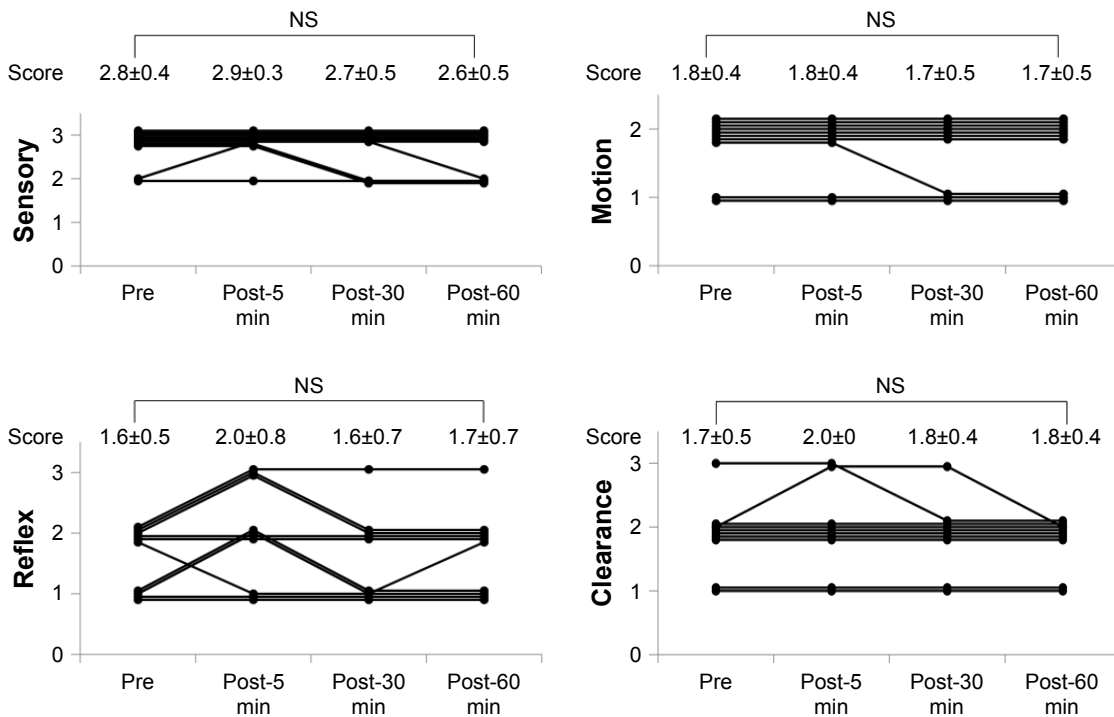 NS
Score 2.8±0.4 2.9±0.3 2.7±0.5 2.6±0.5
Sensory
3
2
1
0
Pre Post-5 min Post-30 min Post-60 min
NS
Score 1.8±0.4 1.8±0.4 1.7±0.5 1.7±0.5
Motion
2
1
0
Pre Post-5 min Post-30 min Post-60 min
NS
Score 1.6±0.5 2.0±0.8 1.6±0.7 1.7±0.7
Reflex
3
2
1
0
Pre Post-5 min Post-30 min Post-60 min
NS
Score 1.7±0.5 2.0±0 1.8±0.4 1.8±0.4
Clearance
3
2
1
0
Pre Post-5 min Post-30 min Post-60 min